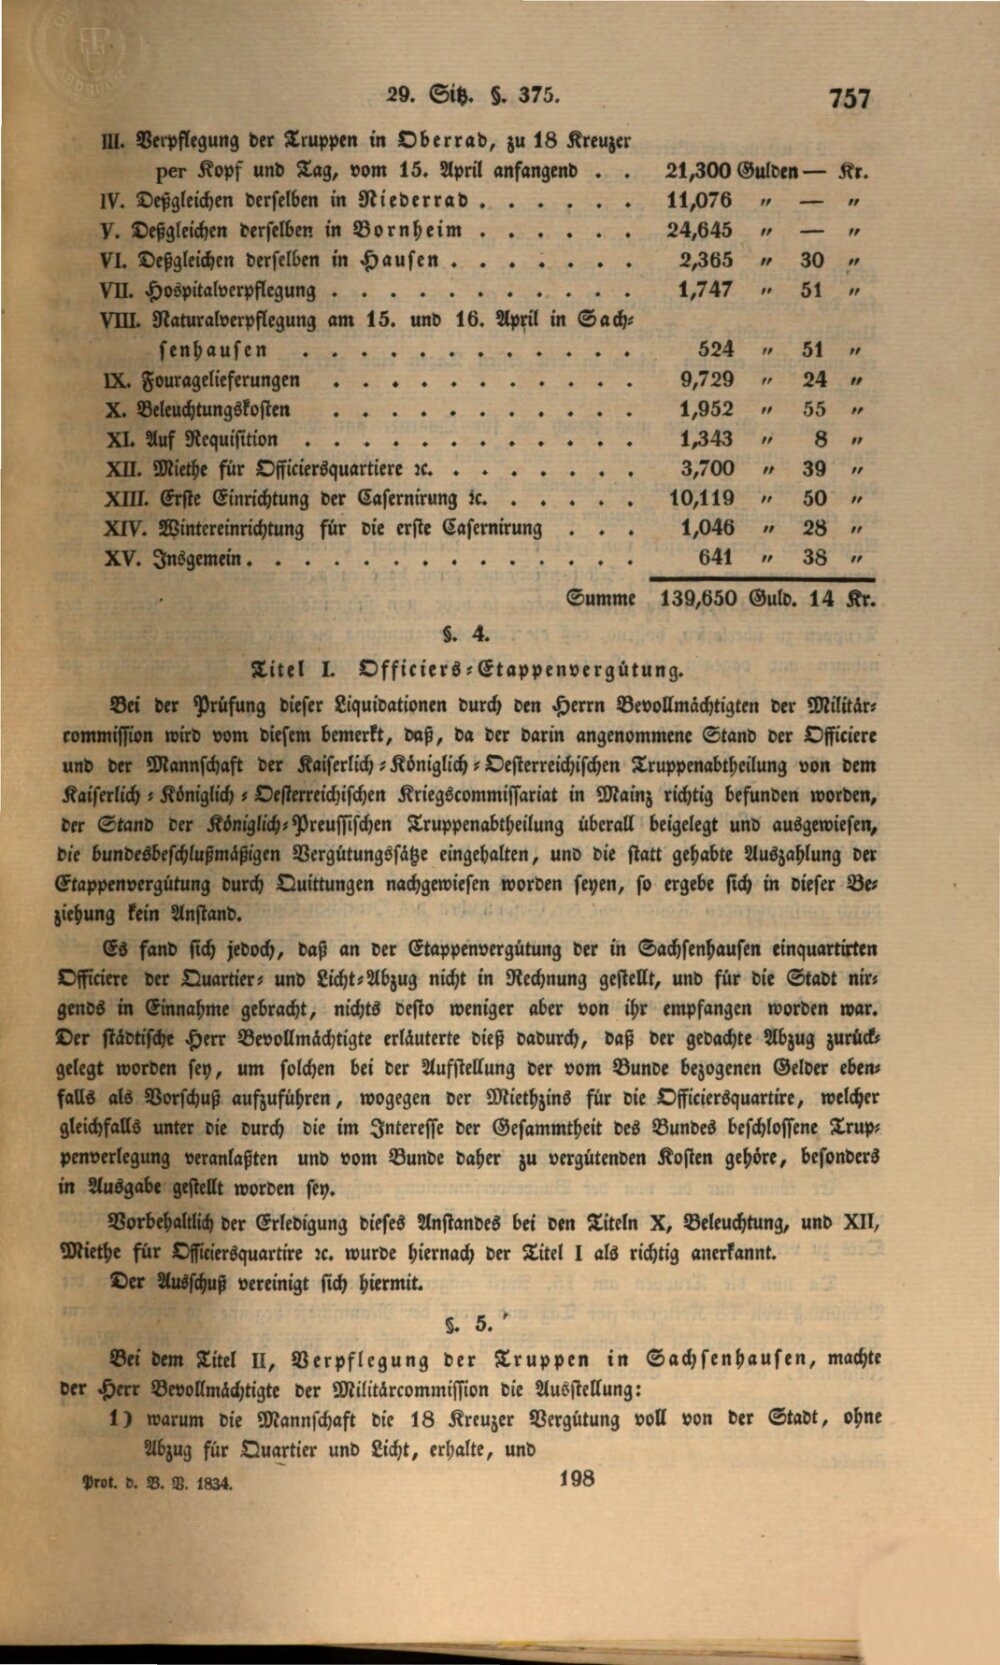 29. Sitz. §. 375. 757
III. Verpflegung der Truppen in Oberrad, zu 18 Kreuzer
per Kopf und Tag, vom 15. April anfangend . . 21,300 Gulden — Kr.
IV. Deßgleichen derselben in Niederrad . . . . . . 11,076 „ — „
V. Deßgleichen derselben in Bornheim . . . . . . 24,645 „ — „
VI. Deßgleichen derselben in Hausen . . . . . . . 2,365 „ 30 „
VII. Hospitalverpflegung . . . . . . . . . . . 1,747 „ 51 „
VIII. Naturalverpflegung am 15. und 16. April in Sach-
senhausen . . . . . . . . . . . . 524 „ 51 „
IX. Fouragelieferungen . . . . . . . . . . . 9,729 „ 24 „
X. Beleuchtungskosten . . . . . . . . . . . 1,952 „ 55 „
XI. Auf Requisition . . . . . . . . . . . . 1,343 „ 8 „
XII. Miethe für Officiersquartiere ꝛc. . . . . . . . 3,700 „ 39 „
XIII. Erste Einrichtung der Casernirung ꝛc. . . . . . 10,119 „ 50 „
XIV. Wintereinrichtung für die erste Casernirung . . . 1,046 „ 28 „
XV. Insgemein . . . . . . . . . . . . . . 641 „ 38 „
Summe 139,650 Guld. 14 Kr.
§. 4.
Titel I. Officiers-Etappenvergütung.
Bei der Prüfung dieser Liquidationen durch den Herrn Bevollmächtigten der Militär-
commission wird vom diesem bemerkt, daß, da der darin angenommene Stand der Officiere
und der Mannschaft der Kaiserlich-Königlich-Oesterreichischen Truppenabtheilung von dem
Kaiserlich-Königlich-Oesterreichischen Kriegscommissariat in Mainz richtig befunden worden,
der Stand der Königlich-Preussischen Truppenabtheilung überall beigelegt und ausgewiesen,
die bundesbeschlußmäßigen Vergütungssätze eingehalten, und die statt gehabte Auszahlung der
Etappenvergütung durch Quittungen nachgewiesen worden seyen, so ergebe sich in dieser Be-
ziehung kein Anstand.
Es fand sich jedoch, daß an der Etappenvergütung der in Sachsenhausen einquartirten
Officiere der Quartier- und Licht-Abzug nicht in Rechnung gestellt, und für die Stadt nir-
gends in Einnahme gebracht, nichts desto weniger aber von ihr empfangen worden war.
Der städtische Herr Bevollmächtigte erläuterte dieß dadurch, daß der gedachte Abzug zurück-
gelegt worden sey, um solchen bei der Aufstellung der vom Bunde bezogenen Gelder eben-
falls als Vorschuß aufzuführen, wogegen der Miethzins für die Officiersquartire, welcher
gleichfalls unter die durch die im Interesse der Gesammtheit des Bundes beschlossene Trup-
penverlegung veranlaßten und vom Bunde daher zu vergütenden Kosten gehöre, besonders
in Ausgabe gestellt worden sey.
Vorbehaltlich der Erledigung dieses Anstandes bei den Titeln X, Beleuchtung, und XII,
Miethe für Officiersquartire ꝛc. wurde hiernach der Titel I als richtig anerkannt.
Der Ausschuß vereinigt sich hiermit.
§. 5.
Bei dem Titel II, Verpflegung der Truppen in Sachsenhausen, machte
der Herr Bevollmächtigte der Militärcommission die Ausstellung:
1) warum die Mannschaft die 18 Kreuzer Vergütung voll von der Stadt, ohne
Abzug für Quartier und Licht, erhalte, und
Prot. d. B. V. 1834. 198